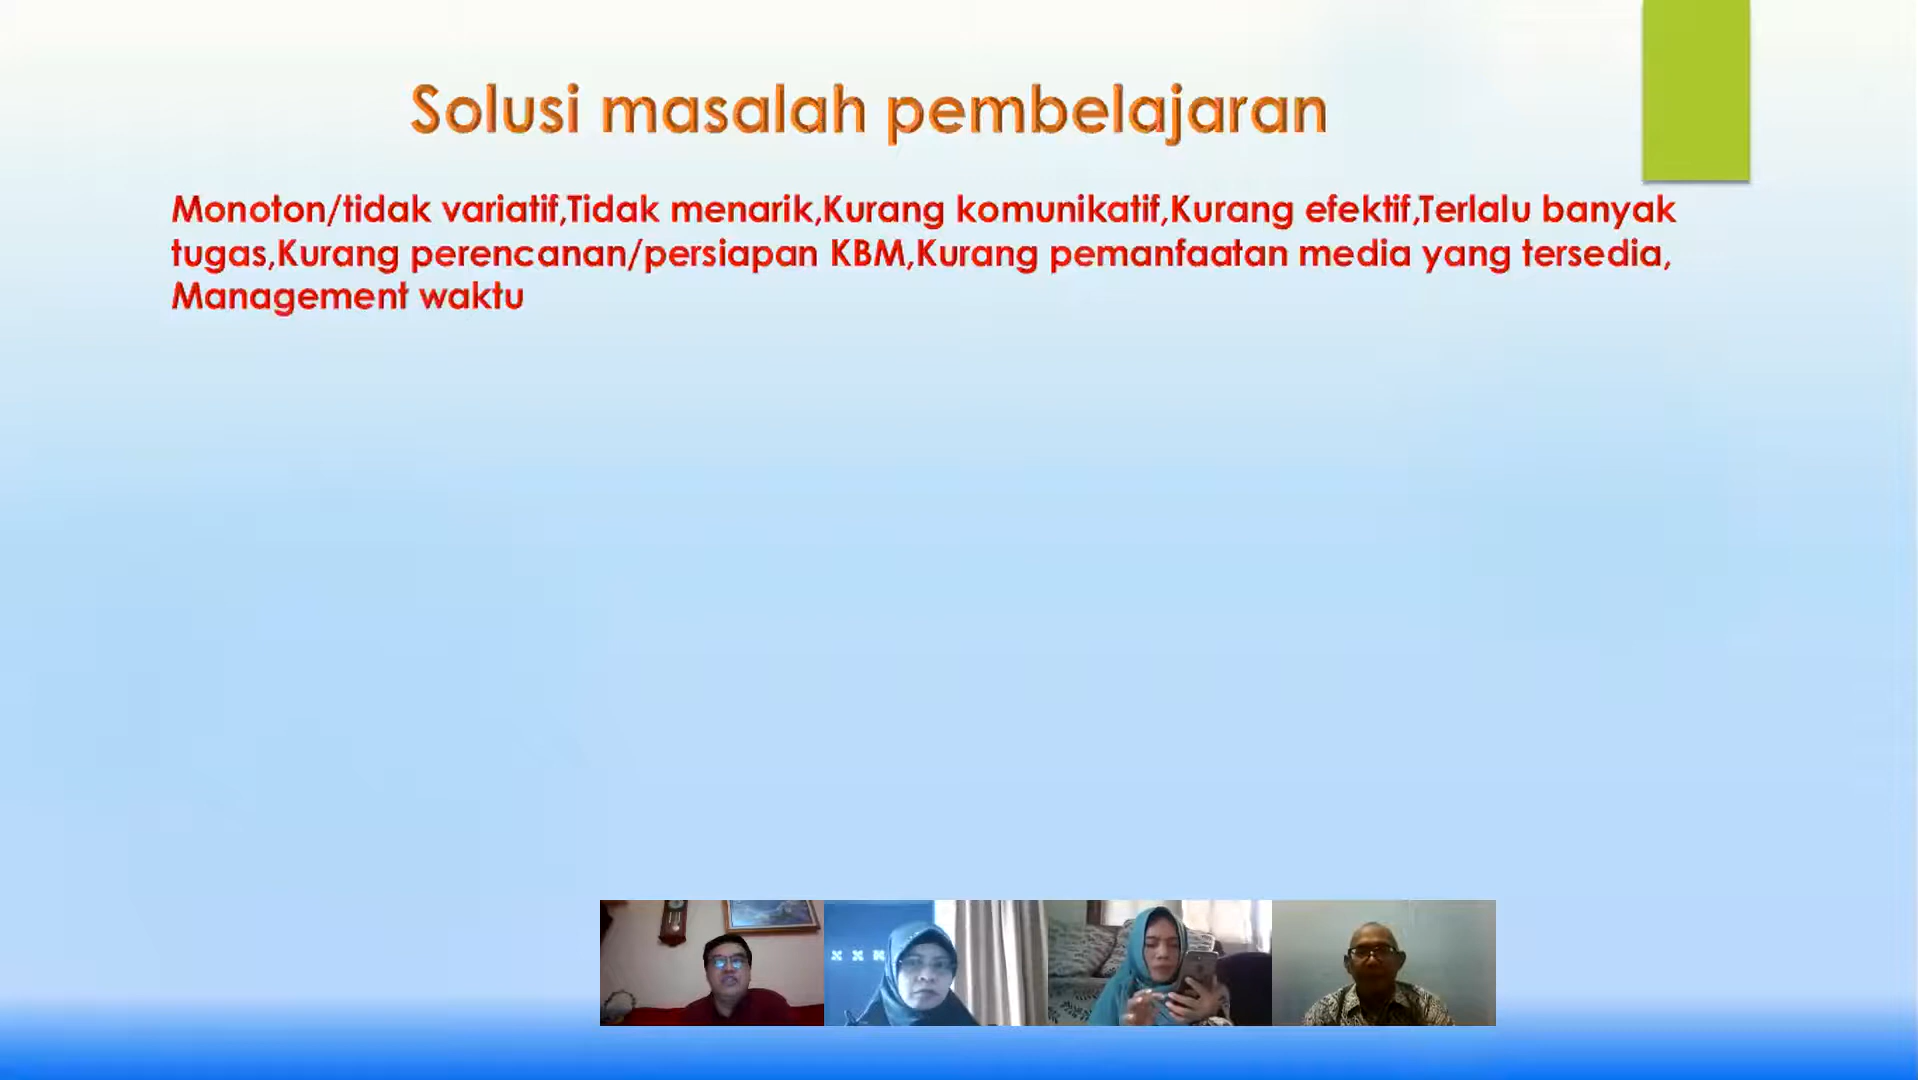 Solusi masalah pembelajaran
Monoton/tidak variatif,Tidak menarik,Kurang komunikatif,Kurang efektif,Terlalu banyak
tugas,Kurang perencanan/persiapan KBM,Kurang pemanfaatan media yang tersedia,
Management waktu